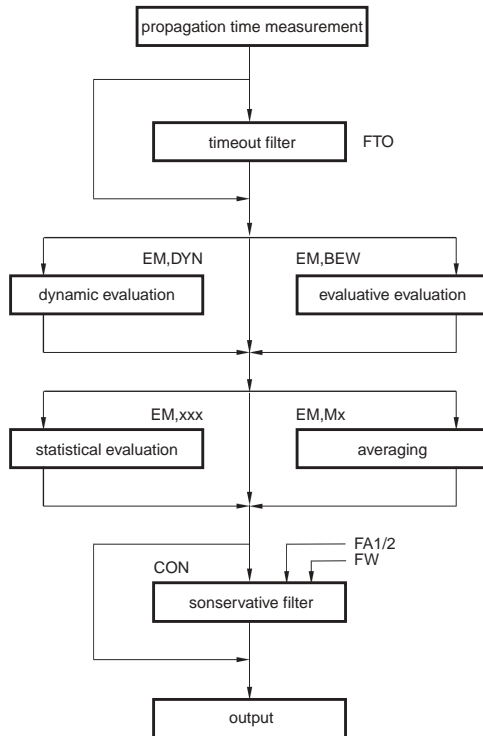 propagation time measurement
timeout filter
FTO
EM,DYN
EM,BEW
dynamic evaluation
evaluative evaluation
EM,xxx
EM,Mx
statistical evaluation
averaging
FA1/2
CON
FW
sonservative filter
output